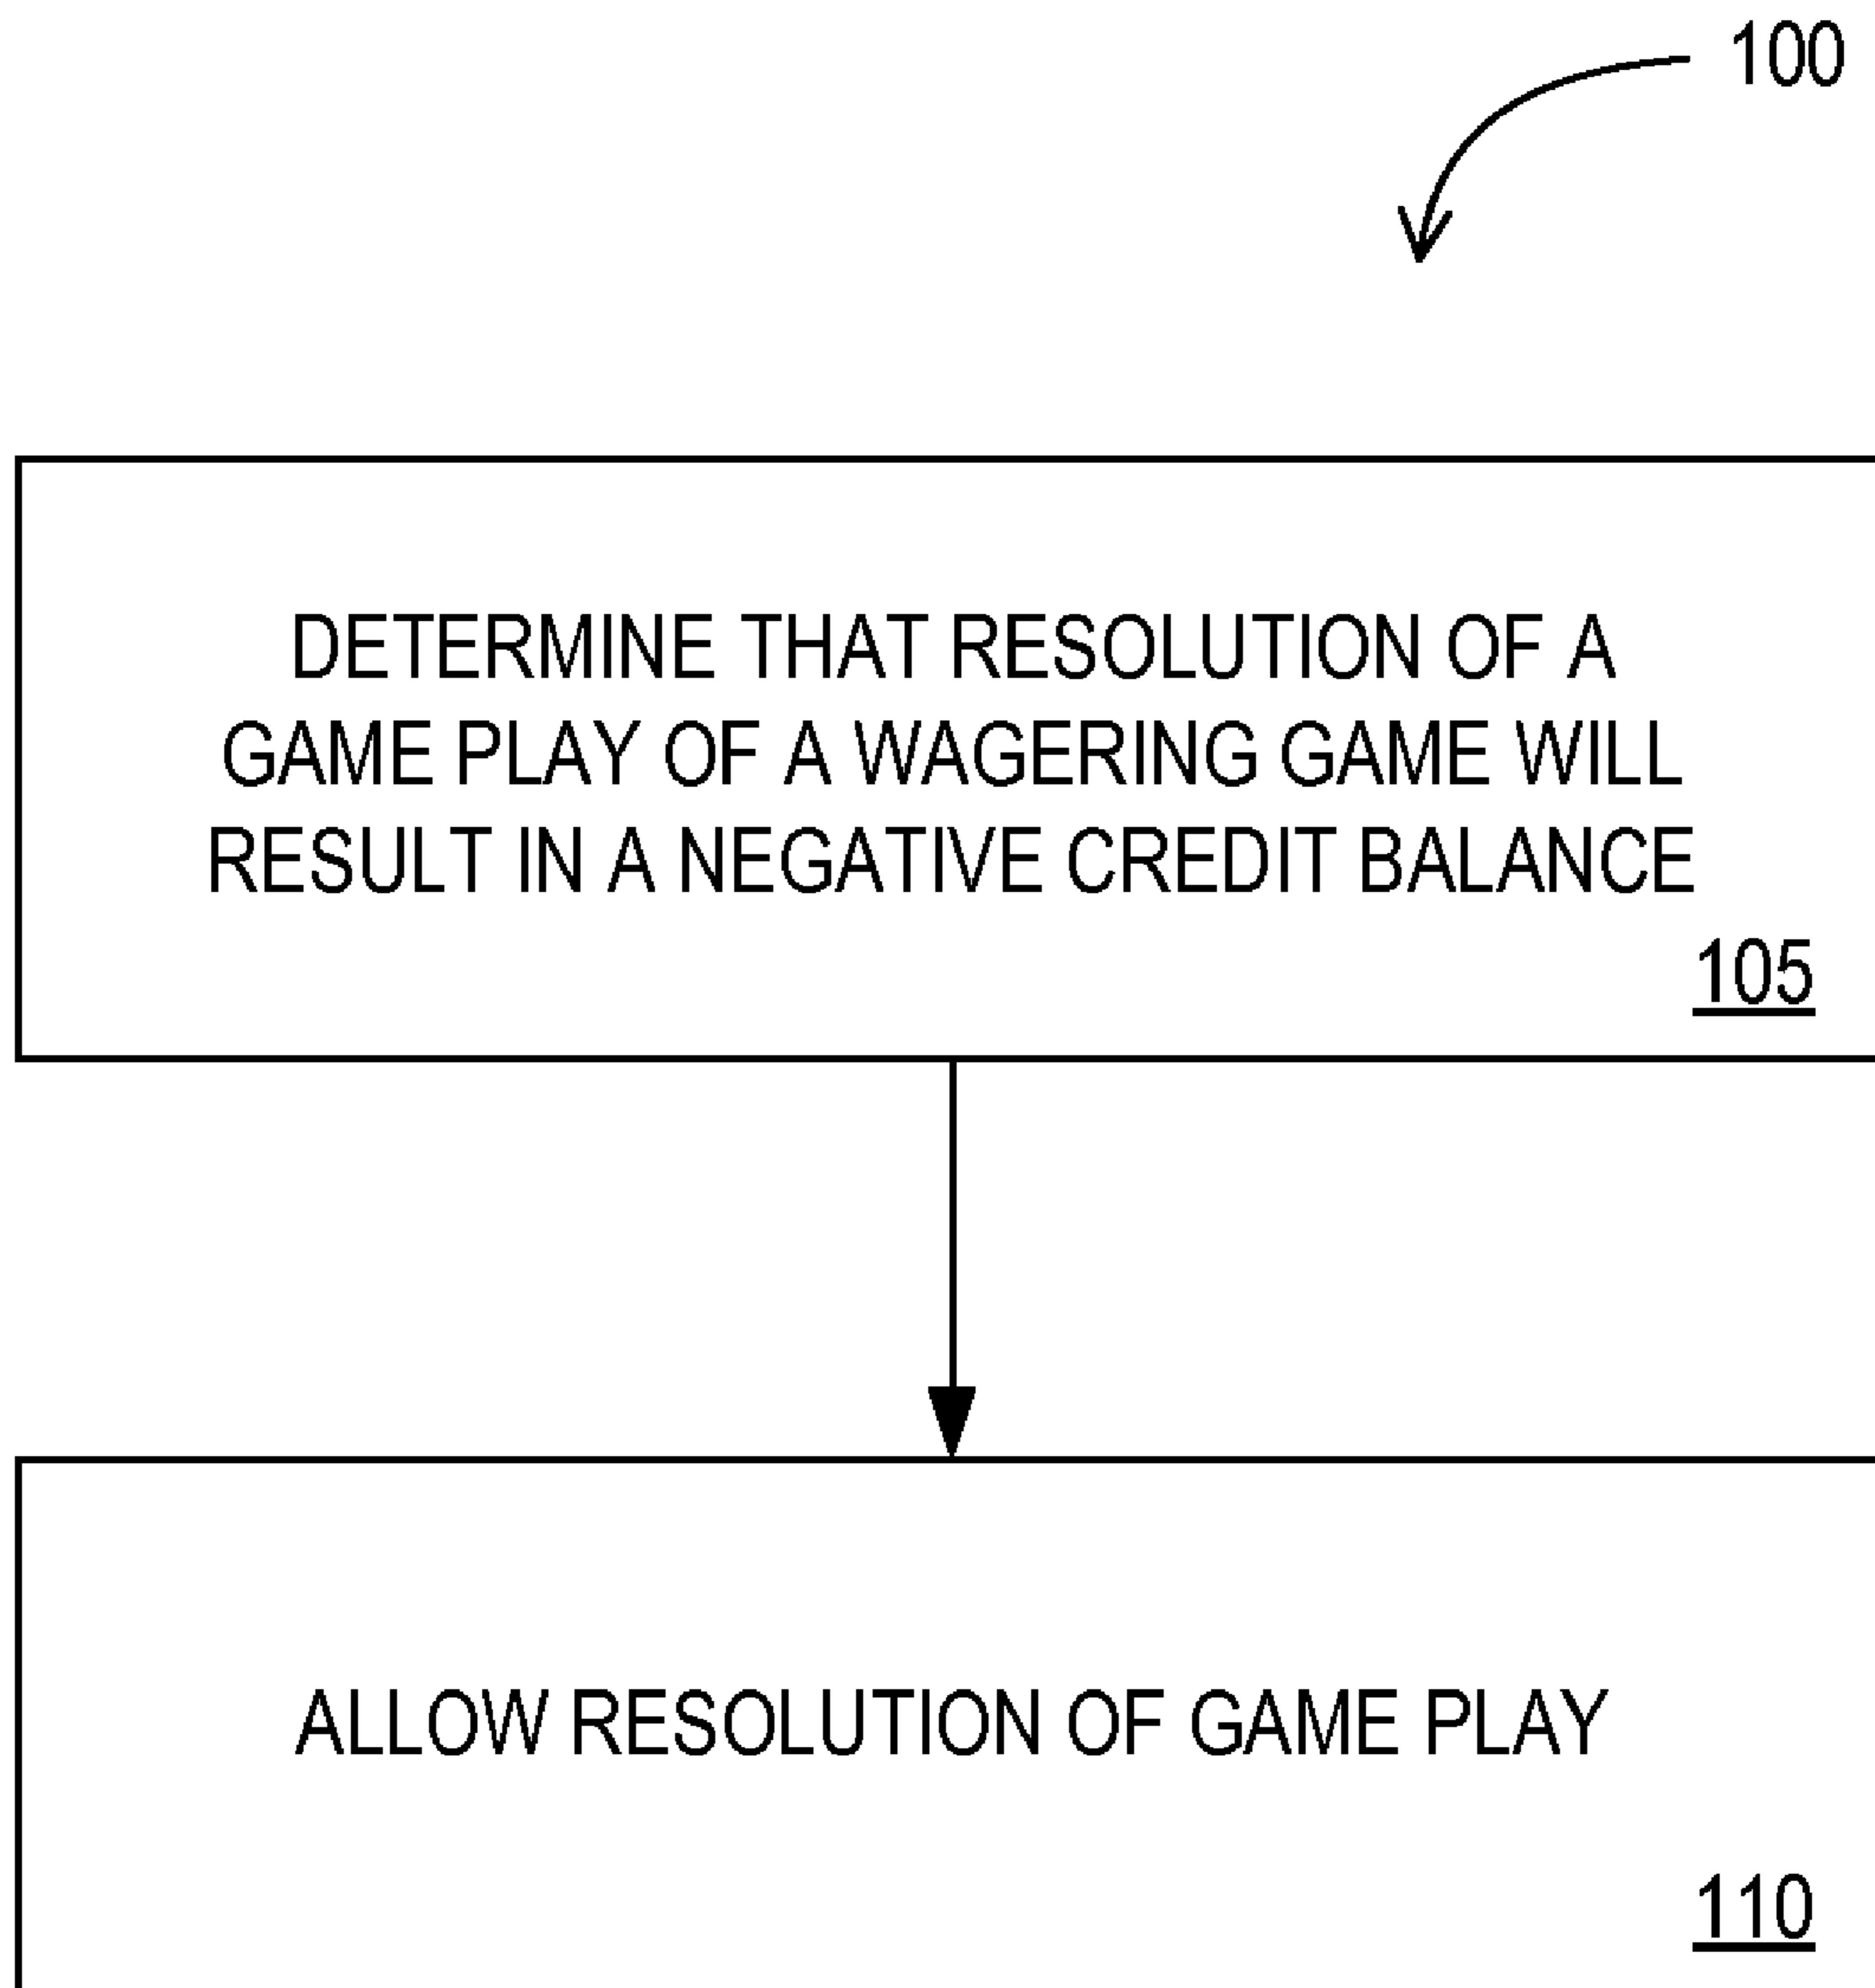 100
DETERMINE THAT RESOLUTION OF A
GAME PLAY OF A WAGERING GAME WILL
RESULT IN A NEGATIVE CREDIT BALANCE
105
ALLOW RESOLUTION OF GAME PLAY
110